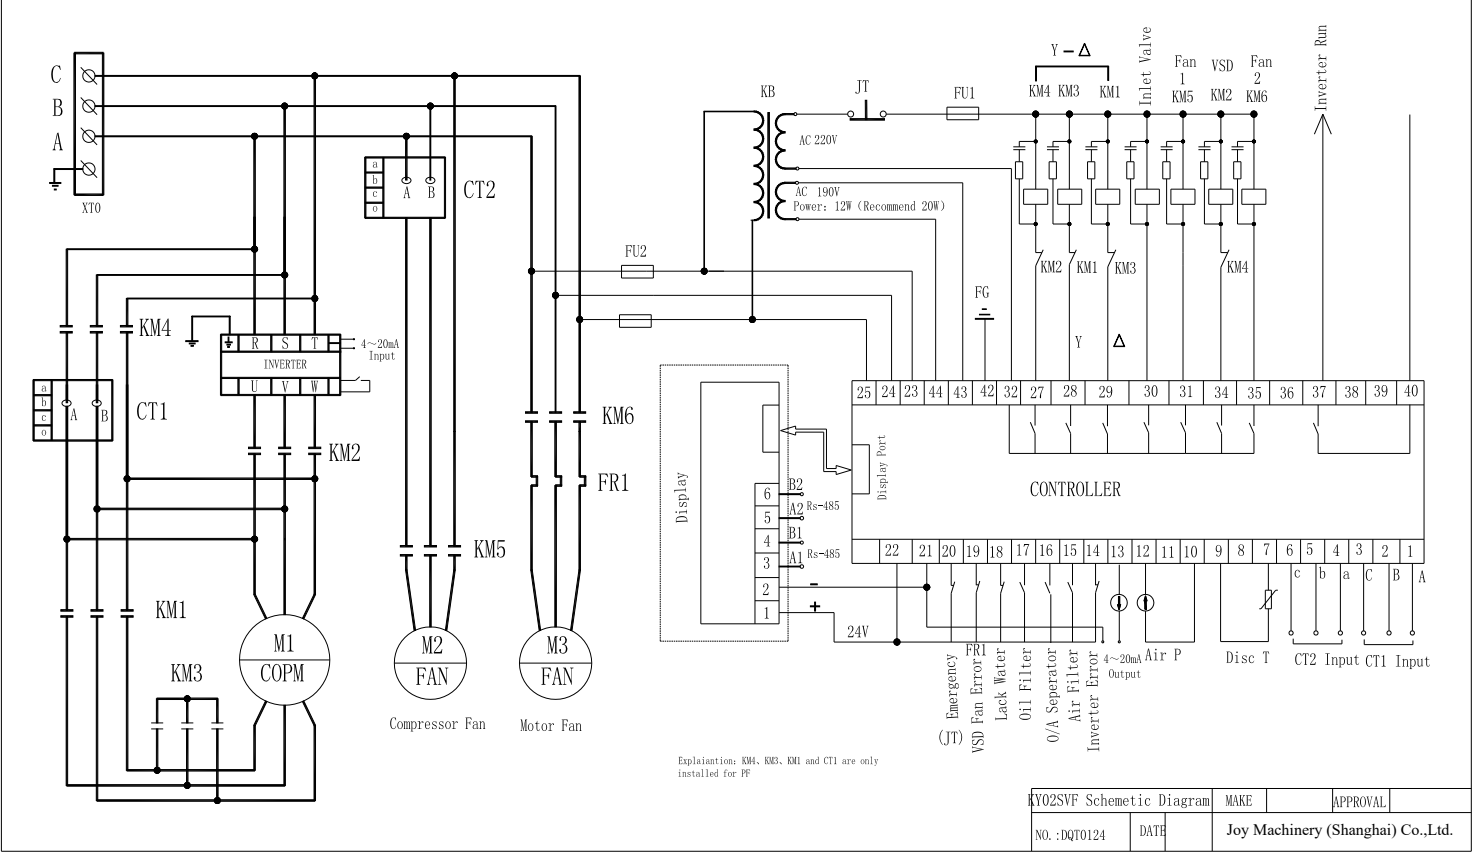 C
B
A
XT0
KM4
a
b
c
o
A
B
CT1
R S T
INVERTER
U V W
4～20mA
Input
KM2
KM1
KM3
M1
COPM
a
b
c
o
A B
CT2
KM5
M2
FAN
Compressor Fan
KM6
FR1
M3
FAN
Motor Fan
FU2
KB
JT
FU1
AC 220V
AC 190V
Power: 12W (Recommend 20W)
FG
Y-Δ
KM4 KM3 KM1
Inlet Valve
Fan
1
KM5
VSD
KM2
Fan
2
KM6
Inverter Run
KM2
KM1
KM3
KM4
Y
Δ
25 24 23 44 43 42 32 27 28 29 30 31 34 35 36 37 38 39 40
Display Port
CONTROLLER
Display
6
5
4
3
2
1
B2
A2
Rs-485
B1
A1
Rs-485
-
+
24V
22 21 20 19 18 17 16 15 14 13 12 11 10 9 8 7 6 5 4 3 2 1
c b a C B A
Emergency
(JT)
FR1
VSD Fan Error
Lack Water
Oil Filter
O/A Seperator
Air Filter
Inverter Error
4～20mA
Output
Air P
Disc T
CT2 Input
CT1 Input
Explaiantion: KM4、KM3、KM1 and CT1 are only
installed for PF
KY02SVF Schemetic Diagram
MAKE
APPROVAL
NO.:DQT0124
DATE
Joy Machinery (Shanghai) Co.,Ltd.